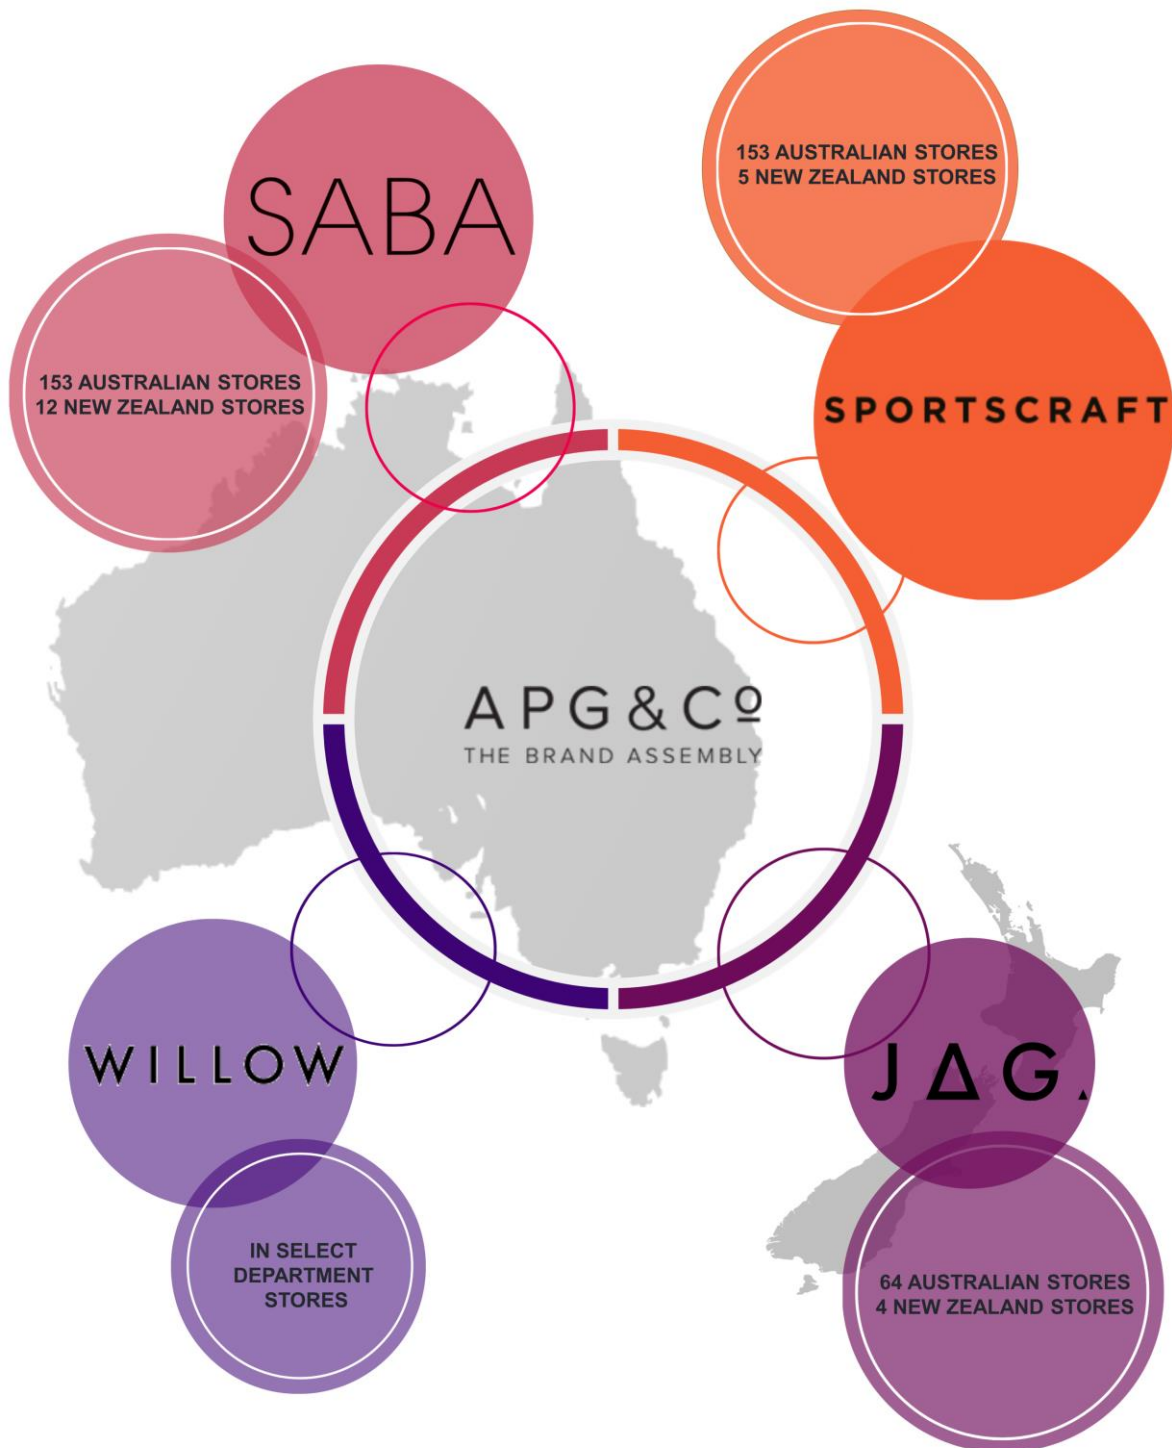 SABA
153 AUSTRALIAN STORES
12 NEW ZEALAND STORES
153 AUSTRALIAN STORES
5 NEW ZEALAND STORES
SPORTSCRAFT
APG&Cº
THE BRAND ASSEMBLY
WILLOW
IN SELECT
DEPARTMENT
STORES
JΔG.
64 AUSTRALIAN STORES
4 NEW ZEALAND STORES